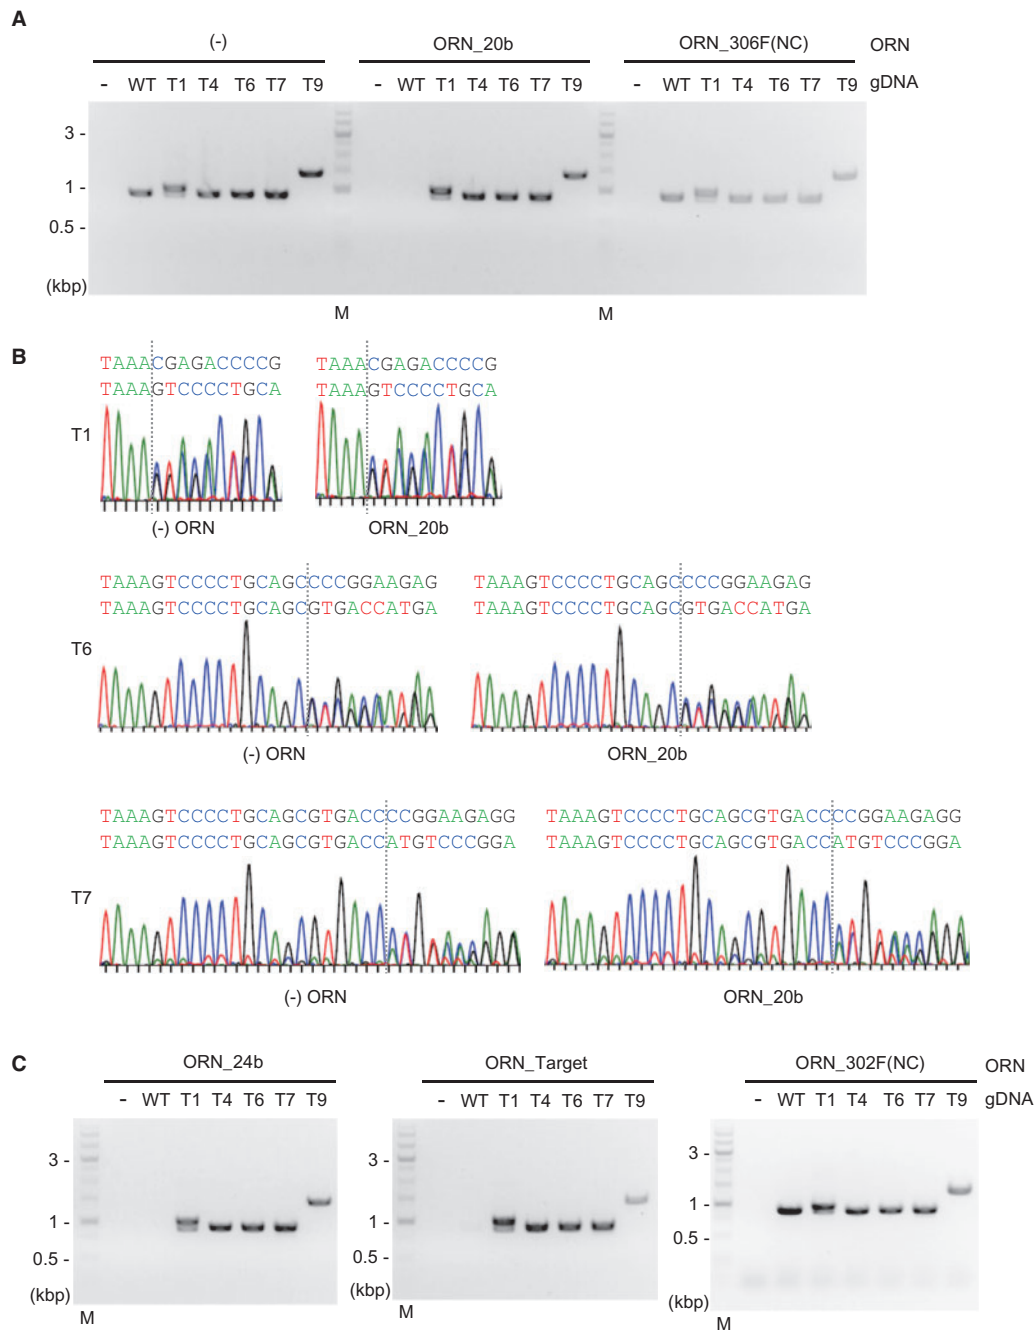 A
(-) ORN_20b ORN_306F(NC) ORN
- WT T1 T4 T6 T7 T9 - WT T1 T4 T6 T7 T9 - WT T1 T4 T6 T7 T9 gDNA
3 -
1 -
0.5 -
(kbp)
M M
B
TAAACGAGACCCCG TAAACGAGACCCCG
TAAAGTCCCCTGCA TAAAGTCCCCTGCA
T1
(-) ORN ORN_20b
TAAAGTCCCCTGCAGCCCCGGAAGAG TAAAGTCCCCTGCAGCCCCGGAAGAG
TAAAGTCCCCTGCAGCGTGACCATGA TAAAGTCCCCTGCAGCGTGACCATGA
T6
(-) ORN ORN_20b
TAAAGTCCCCTGCAGCGTGACCCCGGAAGAGG TAAAGTCCCCTGCAGCGTGACCCCGGAAGAGG
TAAAGTCCCCTGCAGCGTGACCATGTCCCGGA TAAAGTCCCCTGCAGCGTGACCATGTCCCGGA
T7
(-) ORN ORN_20b
C
ORN_24b ORN_Target ORN_302F(NC) ORN
- WT T1 T4 T6 T7 T9 - WT T1 T4 T6 T7 T9 - WT T1 T4 T6 T7 T9 gDNA
3 - 3 - 3 -
1 - 1 - 1 -
0.5 - 0.5 - 0.5 -
(kbp) (kbp) (kbp)
M M M